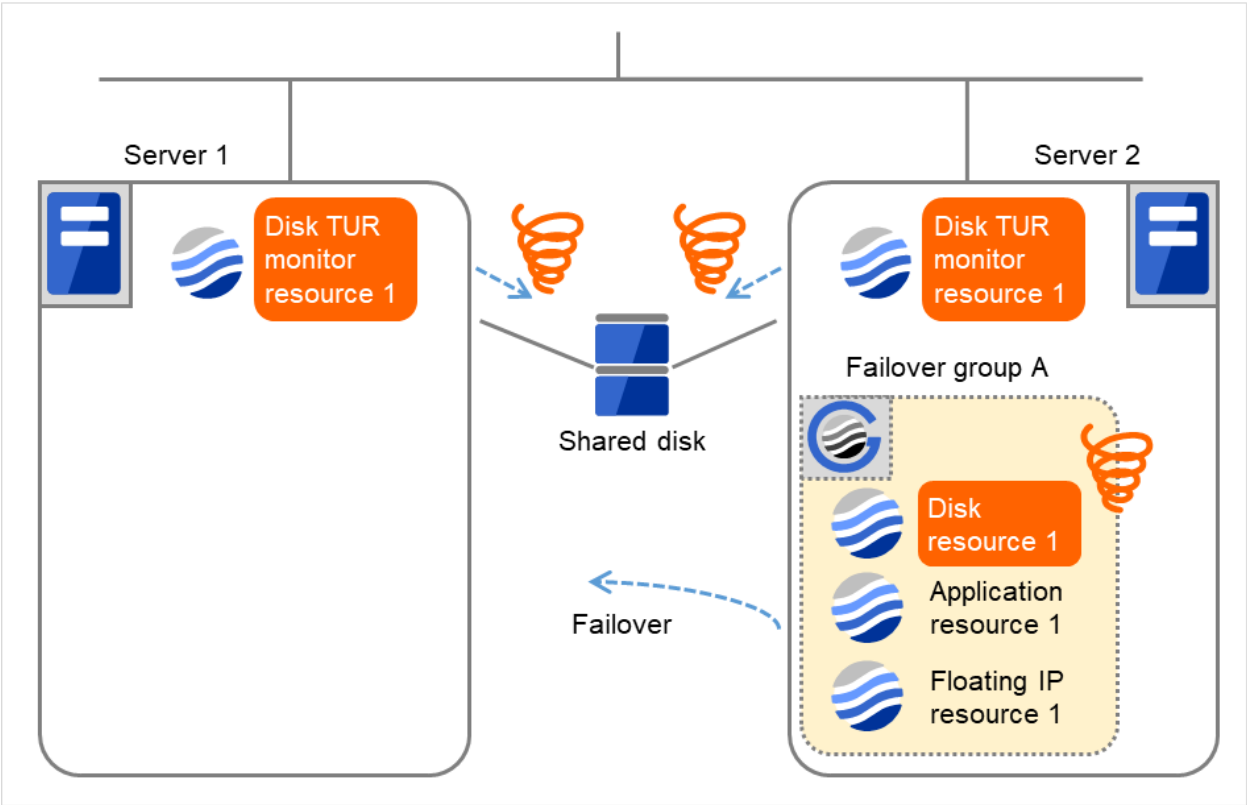 Server 1
Server 2
Disk TUR
monitor
resource 1
Disk TUR
monitor
resource 1
Shared disk
Failover group A
Disk
resource 1
Application
resource 1
Floating IP
resource 1
Failover